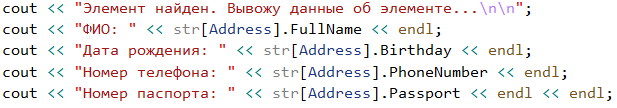 cout << "Элемент найден. Вывожу данные об элементе...\n\n";
cout << "ФИО: " << str[Address].FullName << endl;
cout << "Дата рождения: " << str[Address].Birthday << endl;
cout << "Номер телефона: " << str[Address].PhoneNumber << endl;
cout << "Номер паспорта: " << str[Address].Passport << endl << endl;